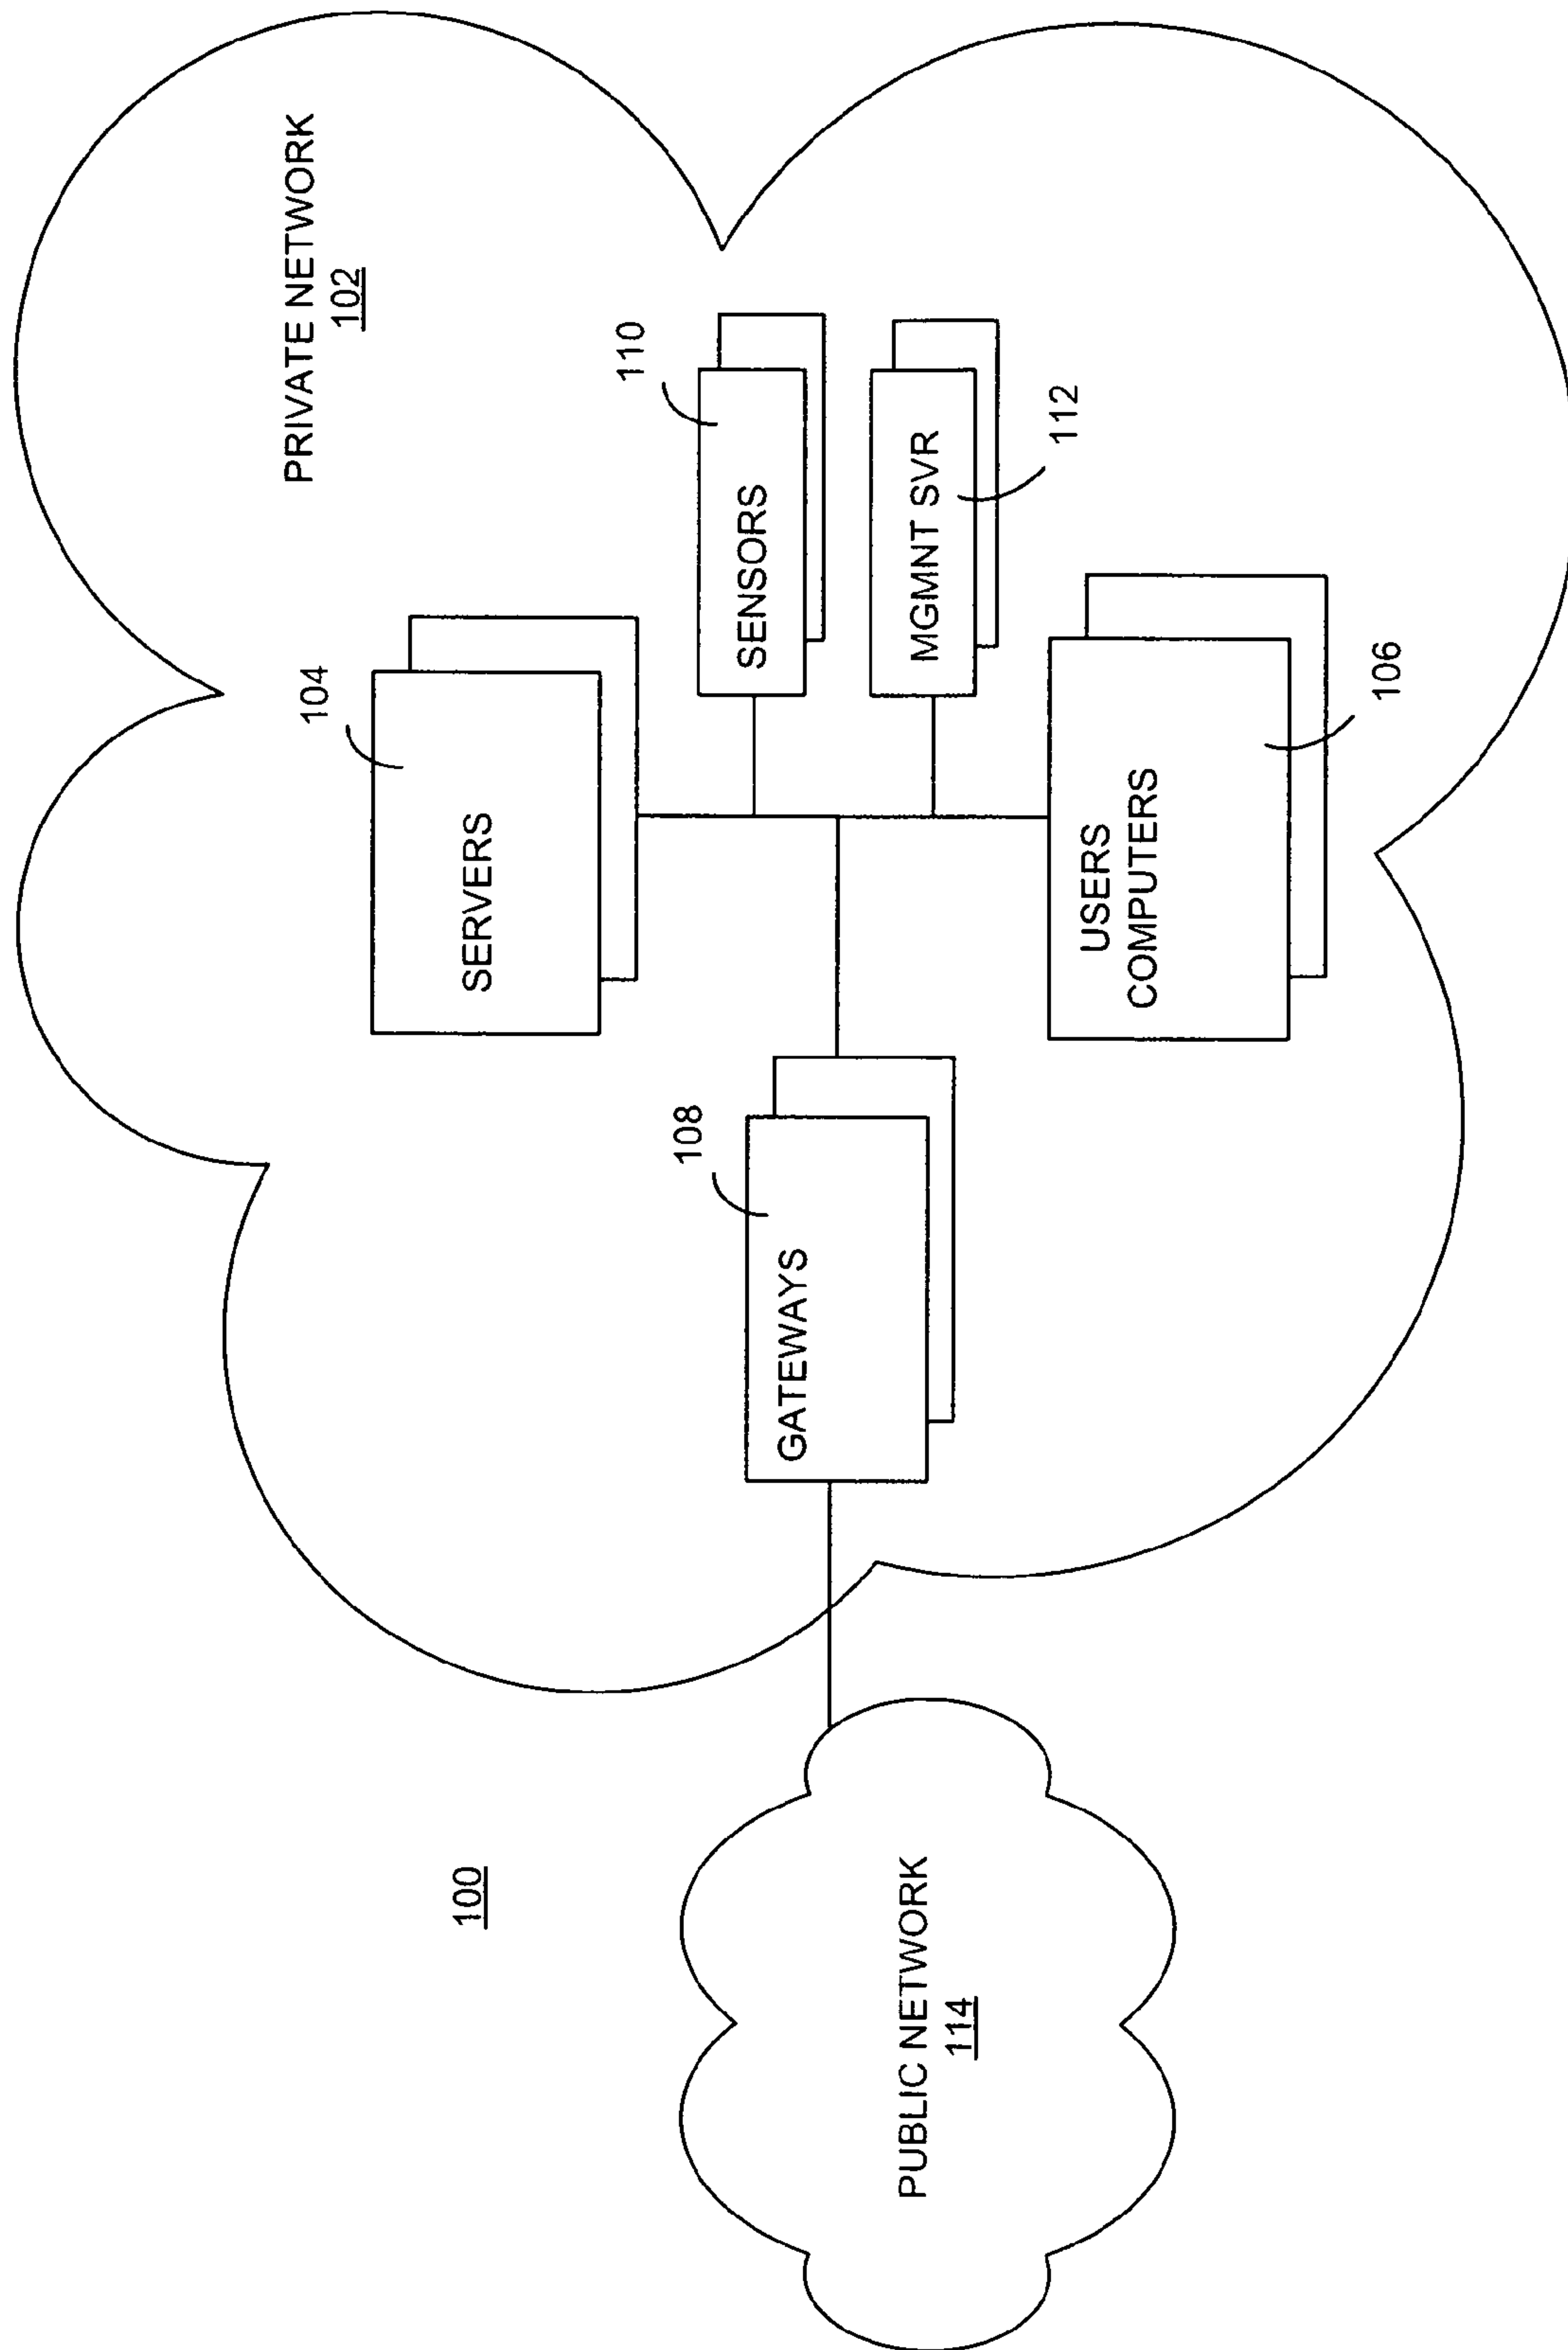 100
PRIVATE NETWORK
102
104
SERVERS
110
SENSORS
108
GATEWAYS
MGMNT SVR
112
PUBLIC NETWORK
114
USERS
COMPUTERS
106